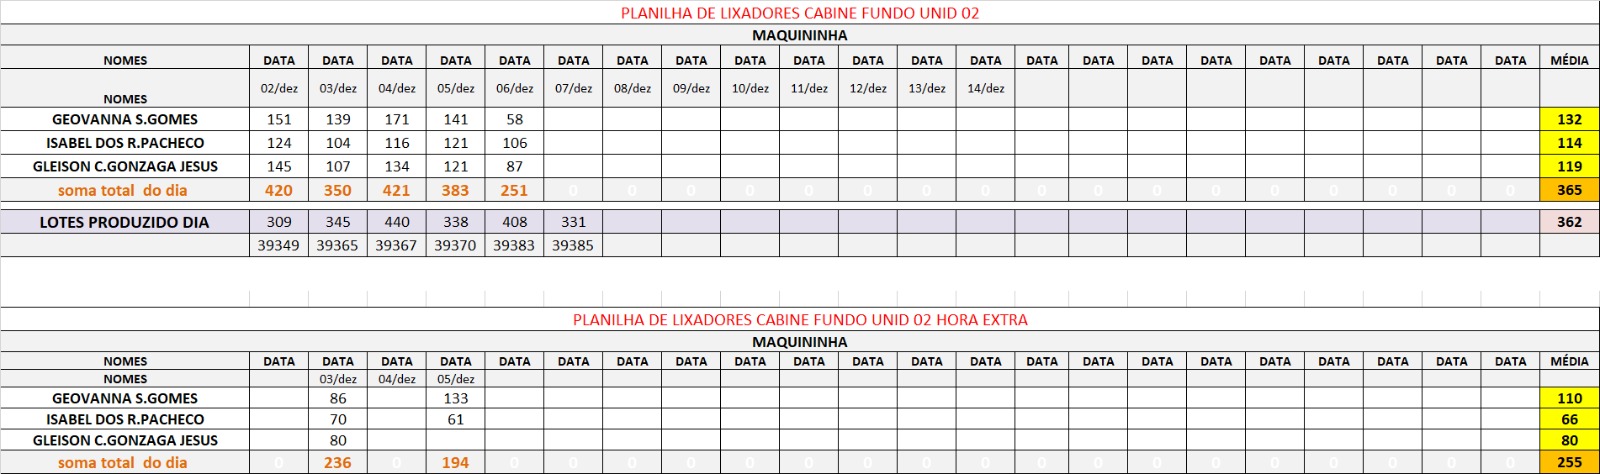 PLANILHA DE LIXADORES CABINE FUNDO UNID 02
MAQUININHA
NOMES DATA DATA DATA DATA DATA DATA DATA DATA DATA DATA DATA DATA DATA DATA DATA DATA DATA DATA DATA DATA DATA DATA MÉDIA
NOMES 02/dez 03/dez 04/dez 05/dez 06/dez 07/dez 08/dez 09/dez 10/dez 11/dez 12/dez 13/dez 14/dez
GEOVANNA S.GOMES 151 139 171 141 58 132
ISABEL DOS R.PACHECO 124 104 116 121 106 114
GLEISON C.GONZAGA JESUS 145 107 134 121 87 119
soma total do dia 420 350 421 383 251 0 0 0 0 0 0 0 0 0 0 0 0 0 0 0 0 0 365
LOTES PRODUZIDO DIA 309 345 440 338 408 331 362
39349 39365 39367 39370 39383 39385
PLANILHA DE LIXADORES CABINE FUNDO UNID 02 HORA EXTRA
MAQUININHA
NOMES DATA DATA DATA DATA DATA DATA DATA DATA DATA DATA DATA DATA DATA DATA DATA DATA DATA DATA DATA DATA DATA DATA MÉDIA
NOMES 03/dez 04/dez 05/dez
GEOVANNA S.GOMES 86 133 110
ISABEL DOS R.PACHECO 70 61 66
GLEISON C.GONZAGA JESUS 80 80
soma total do dia 0 236 0 194 0 0 0 0 0 0 0 0 0 0 0 0 0 0 0 0 0 0 255